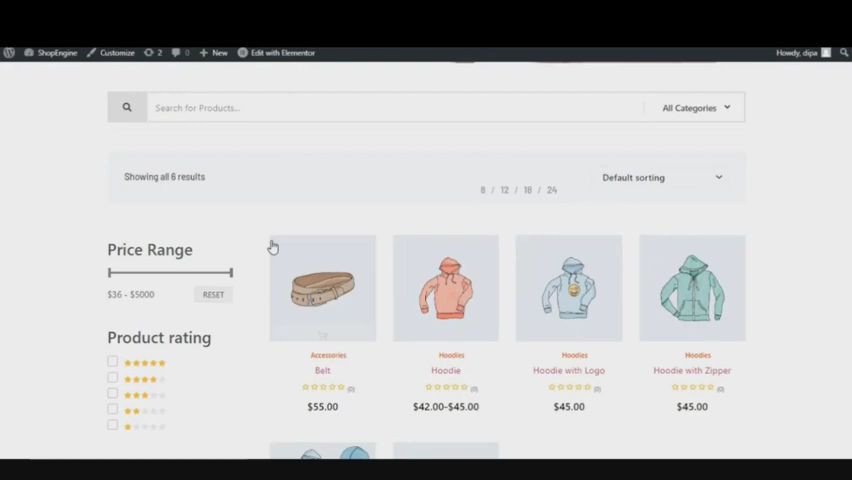 ShopEngine Customize 2 0 New Edit with Elementor Howdy, dipa
Search for Products... All Categories
Showing all 6 results
8 / 12 / 18 / 24
Default sorting
Price Range
$36 - $5000 RESET
Product rating
Accessories Hoodies Hoodies Hoodies
Belt Hoodie Hoodie with Logo Hoodie with Zipper
(0) (0) (0) (0)
$55.00 $42.00-$45.00 $45.00 $45.00